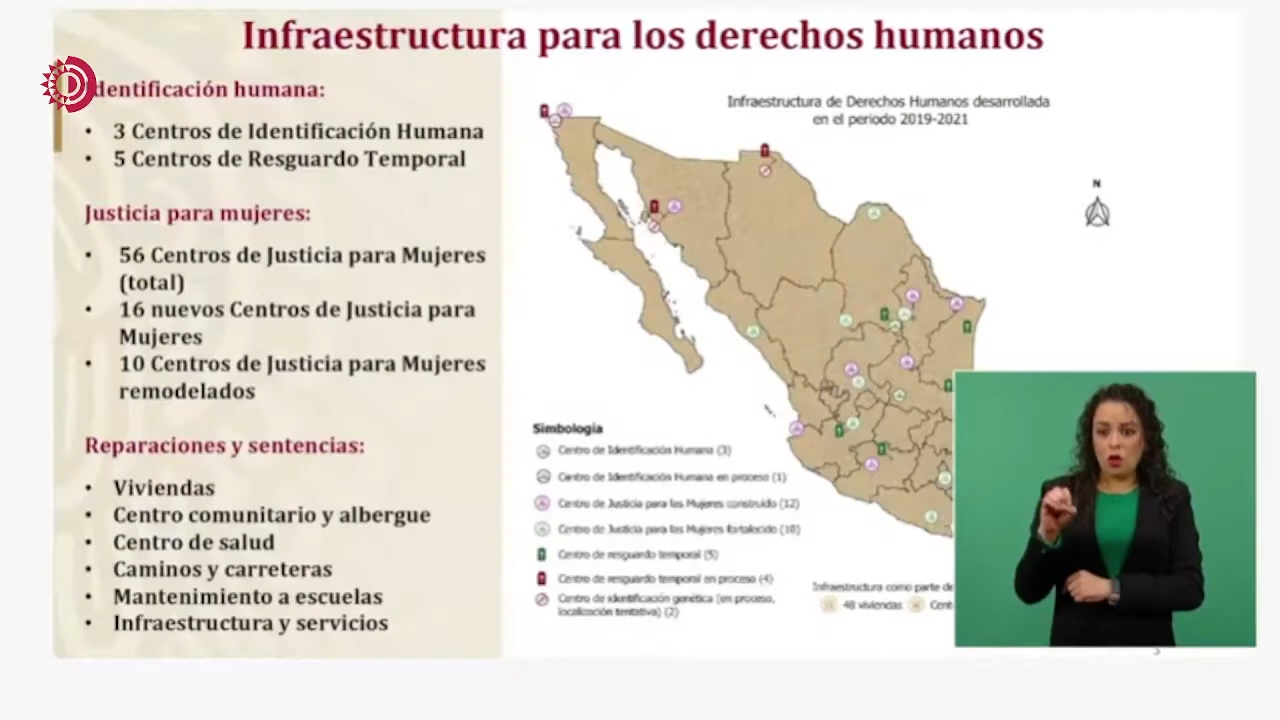 Infraestructura para los derechos humanos
dentificación humana:
• 3 Centros de Identificación Humana
• 5 Centros de Resguardo Temporal
Justicia para mujeres:
• 56 Centros de Justicia para Mujeres
(total)
• 16 nuevos Centros de Justicia para
Mujeres
• 10 Centros de Justicia para Mujeres
remodelados
Reparaciones y sentencias:
• Viviendas
• Centro comunitario y albergue
• Centro de salud
• Caminos y carreteras
• Mantenimiento a escuelas
• Infraestructura y servicios
Infraestructura de Derechos Humanos desarrollada
en el periodo 2019-2021
N
Simbología
Centro de Identificación Humana (3)
Centro de Identificación Humana en proceso (1)
Centro de Justicia para las Mujeres construido (12)
Centro de Justicia para las Mujeres fortalecido (10)
Centro de resguardo temporal (5)
Centro de resguardo temporal en proceso (4)
Centro de identificación genética (en proceso,
localización tentativa) (2)
Infraestructura como parte de
48 viviendas Cent